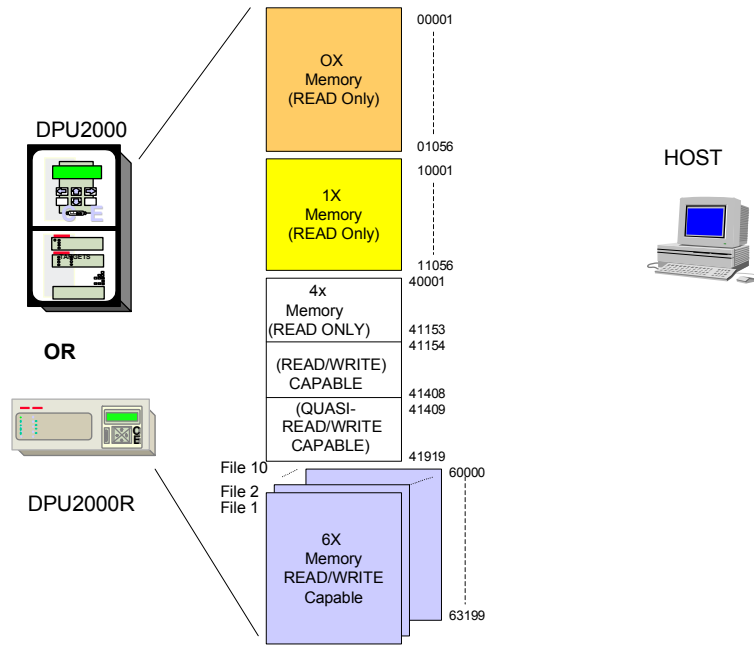 DPU2000
OR
DPU2000R
OX
Memory
(READ Only)
00001
01056
1X
Memory
(READ Only)
10001
11056
4x
Memory
(READ ONLY)
40001
41153
(READ/WRITE)
CAPABLE
41154
41408
(QUASI-
READ/WRITE
CAPABLE)
41409
41919
File 10
File 2
File 1
6X
Memory
READ/WRITE
Capable
60000
63199
HOST
C E
TARGETS
CE